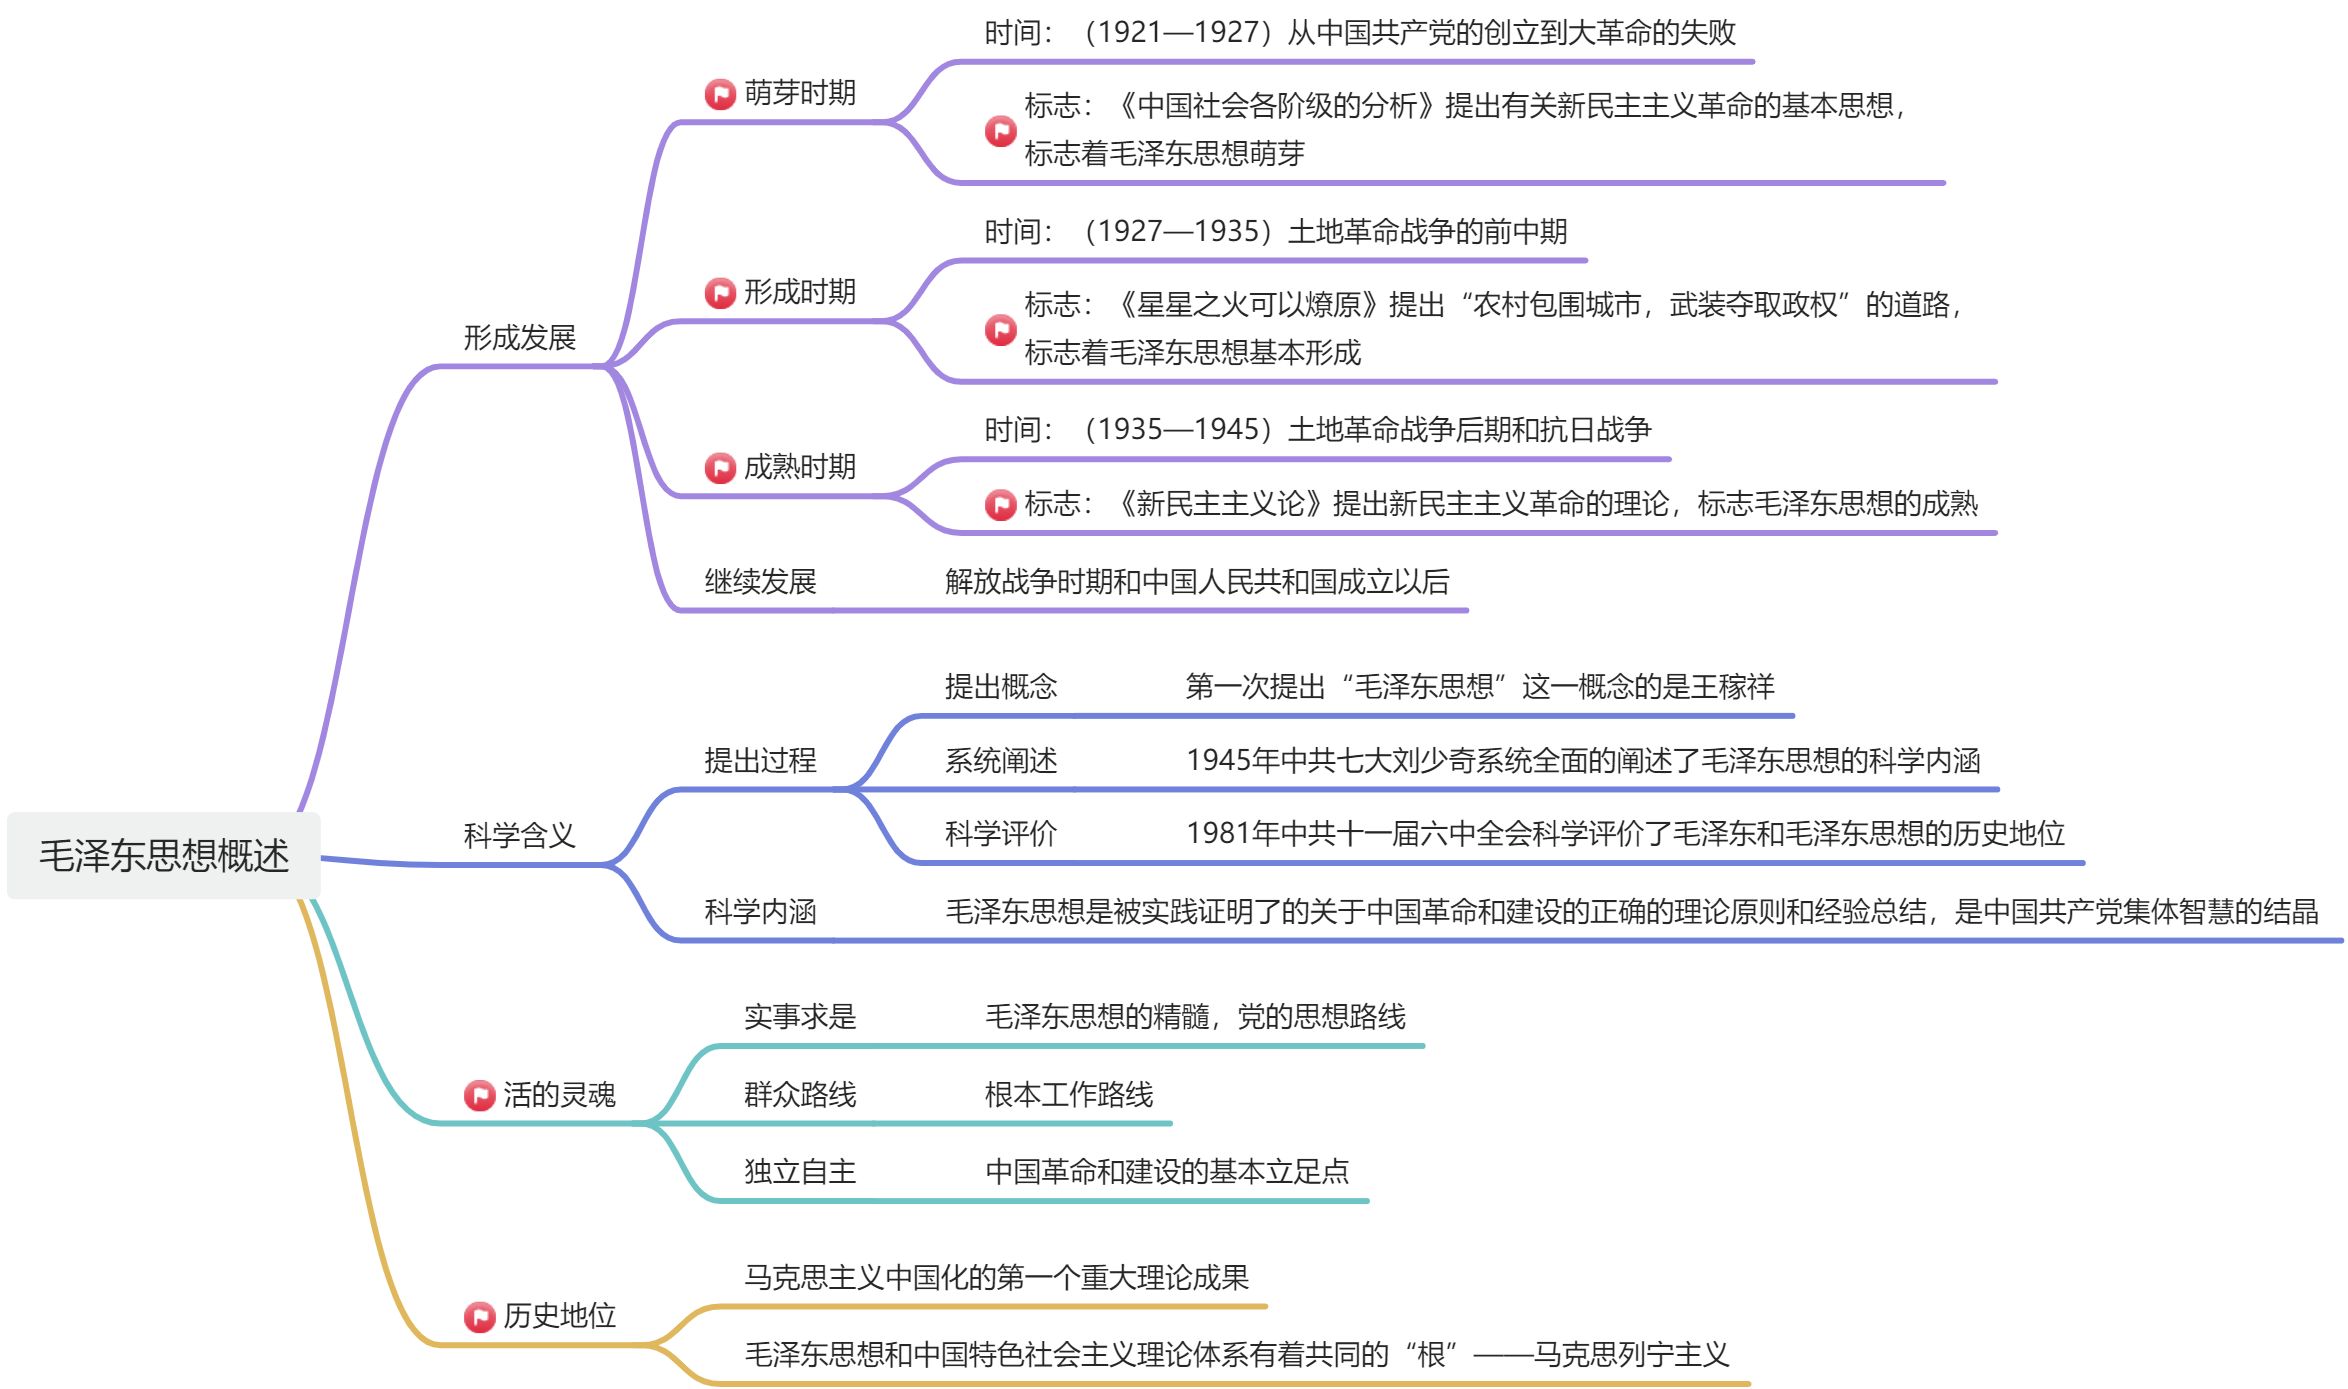 毛泽东思想概述
形成发展
萌芽时期
时间：（1921—1927）从中国共产党的创立到大革命的失败
标志：《中国社会各阶级的分析》提出有关新民主主义革命的基本思想，
标志着毛泽东思想萌芽
形成时期
时间：（1927—1935）土地革命战争的前中期
标志：《星星之火可以燎原》提出“农村包围城市，武装夺取政权”的道路，
标志着毛泽东思想基本形成
成熟时期
时间：（1935—1945）土地革命战争后期和抗日战争
标志：《新民主主义论》提出新民主主义革命的理论，标志毛泽东思想的成熟
继续发展
解放战争时期和中国人民共和国成立以后
科学含义
提出过程
提出概念
第一次提出“毛泽东思想”这一概念的是王稼祥
系统阐述
1945年中共七大刘少奇系统全面的阐述了毛泽东思想的科学内涵
科学评价
1981年中共十一届六中全会科学评价了毛泽东和毛泽东思想的历史地位
科学内涵
毛泽东思想是被实践证明了的关于中国革命和建设的正确的理论原则和经验总结，是中国共产党集体智慧的结晶
活的灵魂
实事求是
毛泽东思想的精髓，党的思想路线
群众路线
根本工作路线
独立自主
中国革命和建设的基本立足点
历史地位
马克思主义中国化的第一个重大理论成果
毛泽东思想和中国特色社会主义理论体系有着共同的“根”——马克思列宁主义